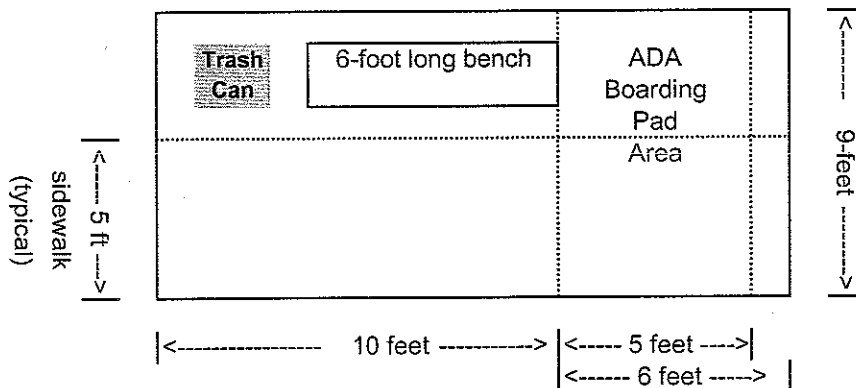 Trash
Can
6-foot long bench
ADA
Boarding
Pad
Area
<----- 5 ft ----->
sidewalk
(typical)
<-------- 9-feet -------->
|<------- -------- 10 feet ----------->
|<------ 5 feet ----->|
<------ 6 feet ---->